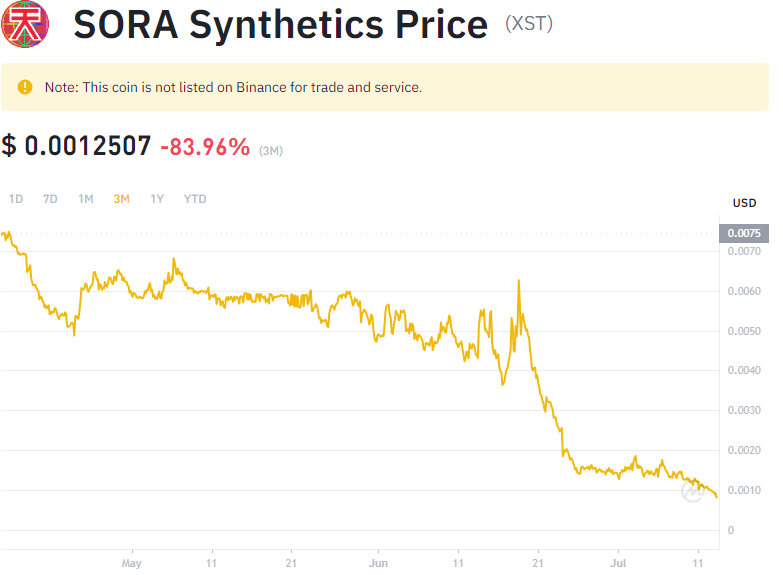 天
SORA Synthetics Price (XST)
Note: This coin is not listed on Binance for trade and service.
$ 0.0012507 -83.96% (3M)
1D 7D 1M 3M 1Y YTD
USD
0.0075
0.0070
0.0060
0.0050
0.0040
0.0030
0.0020
0.0010
0
May 11 21 Jun 11 21 Jul 11